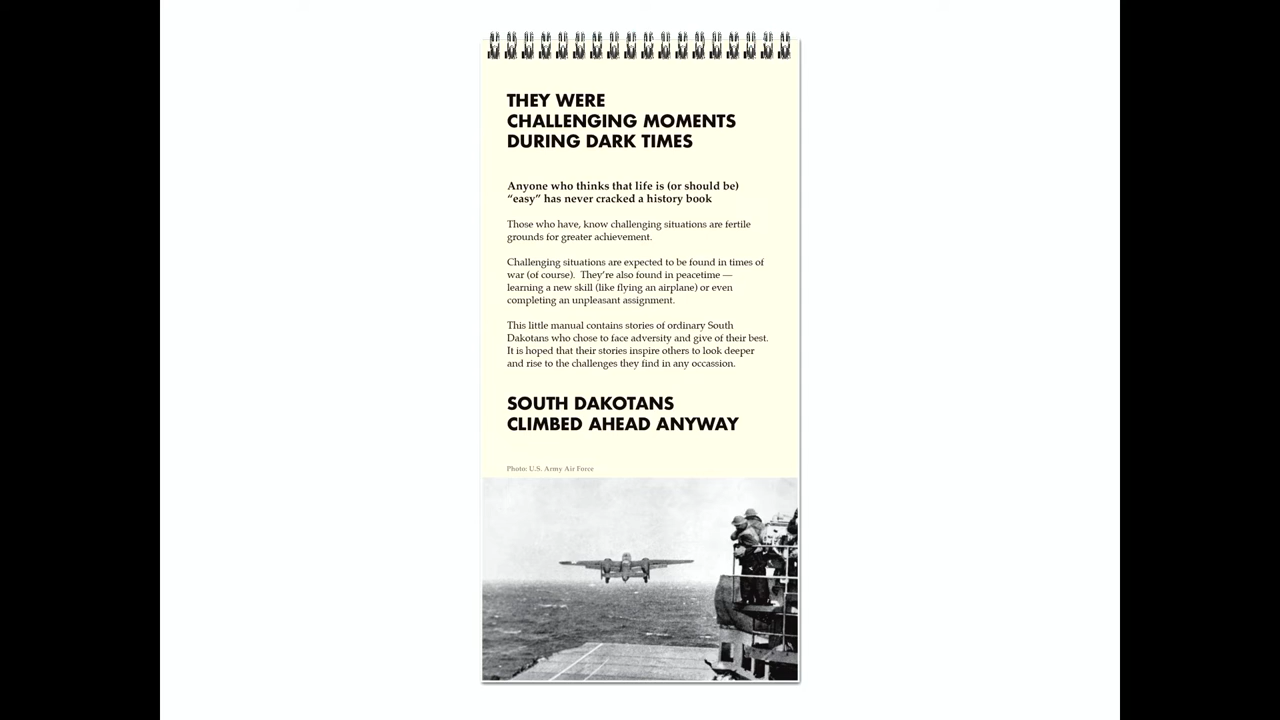 THEY WERE
CHALLENGING MOMENTS
DURING DARK TIMES
Anyone who thinks that life is (or should be)
“easy” has never cracked a history book
Those who have, know challenging situations are fertile
grounds for greater achievement.
Challenging situations are expected to be found in times of
war (of course).  They’re also found in peacetime —
learning a new skill (like flying an airplane) or even
completing an unpleasant assignment.
This little manual contains stories of ordinary South
Dakotans who chose to face adversity and give of their best.
It is hoped that their stories inspire others to look deeper
and rise to the challenges they find in any occassion.
SOUTH DAKOTANS
CLIMBED AHEAD ANYWAY
Photo: U.S. Army Air Force